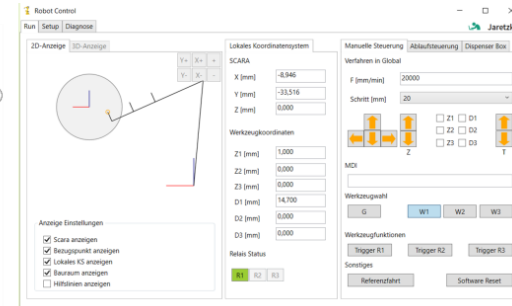 Robot Control
Run Setup Diagnose
Jaretzk
2D-Anzeige 3D-Anzeige
Y+ X+ +
Y- X- -
Anzeige Einstellungen
Scara anzeigen
Bezugspunkt anzeigen
Lokales KS anzeigen
Bauraum anzeigen
Hilfslinien anzeigen
Lokales Koordinatensystem
SCARA
X [mm] -8,946
Y [mm] -33,516
Z [mm] 0,000
Werkzeugkoordinaten
Z1 [mm] 1,000
Z2 [mm] 0,000
Z3 [mm] 0,000
D1 [mm] 14,700
D2 [mm] 0,000
D3 [mm] 0,000
Relais Status
R1 R2 R3
Manuelle Steuerung Ablaufsteuerung Dispenser Box
Verfahren in Global
F [mm/min] 20000
Schritt [mm] 20
Z1 D1
Z2 D2
Z3 D3
Z T
MDI
Werkzeugwahl
G W1 W2 W3
Werkzeugfunktionen
Trigger R1 Trigger R2 Trigger R3
Sonstiges
Referenzfahrt Software Reset